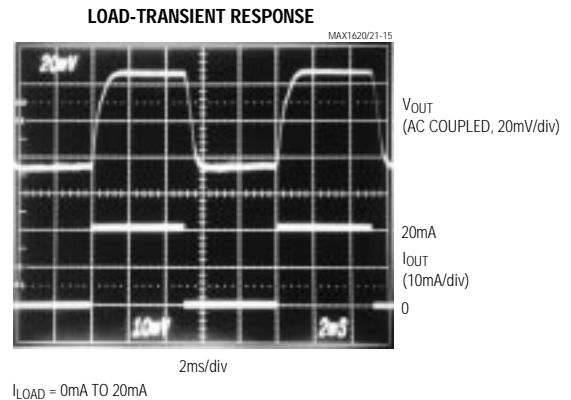 LOAD-TRANSIENT RESPONSE
MAX1620/21-15
20mV
VOUT
(AC COUPLED, 20mV/div)
20mA
IOUT
(10mA/div)
0
10mV
2mS
2ms/div
ILOAD = 0mA TO 20mA